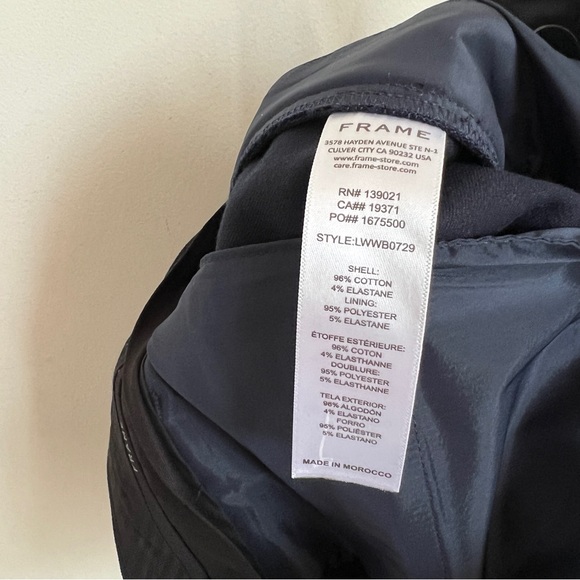 FRAME
3578 HAYDEN AVENUE STE N-1
CULVER CITY CA 90232 USA
www.frame-store.com
care.frame-store.com
RN# 139021
CA## 19371
PO## 1675500
STYLE:LWWB0729
SHELL:
96% COTTON
4% ELASTANE
LINING:
95% POLYESTER
5% ELASTANE
ÉTOFFE ESTÉRIEURE:
96% COTON
4% ELASTHANNE
DOUBLURE:
95% POLYESTER
5% ELASTHANNE
TELA EXTERIOR:
96% ALGODÓN
4% ELASTANO
FORRO
95% POLIÉSTER
5% ELASTANO
MADE IN MOROCCO